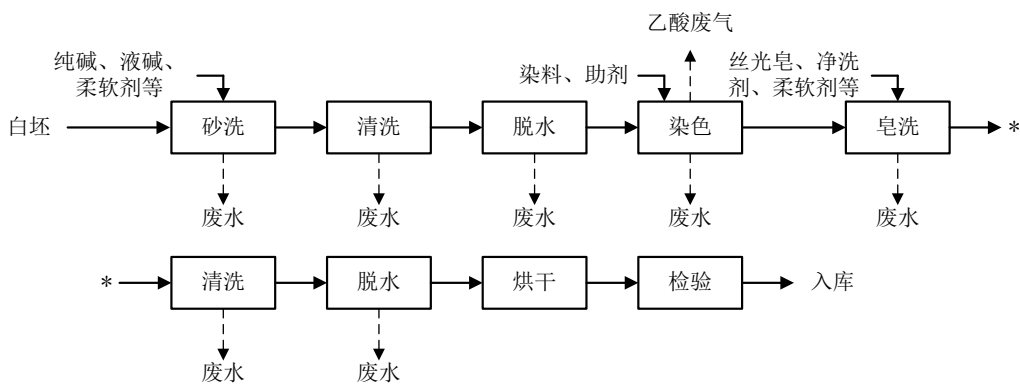 乙酸废气
纯碱、液碱、
柔软剂等
染料、助剂
丝光皂、净洗
剂、柔软剂等
白坯
砂洗
清洗
脱水
染色
皂洗
*
废水
废水
废水
废水
废水
*
清洗
脱水
烘干
检验
入库
废水
废水